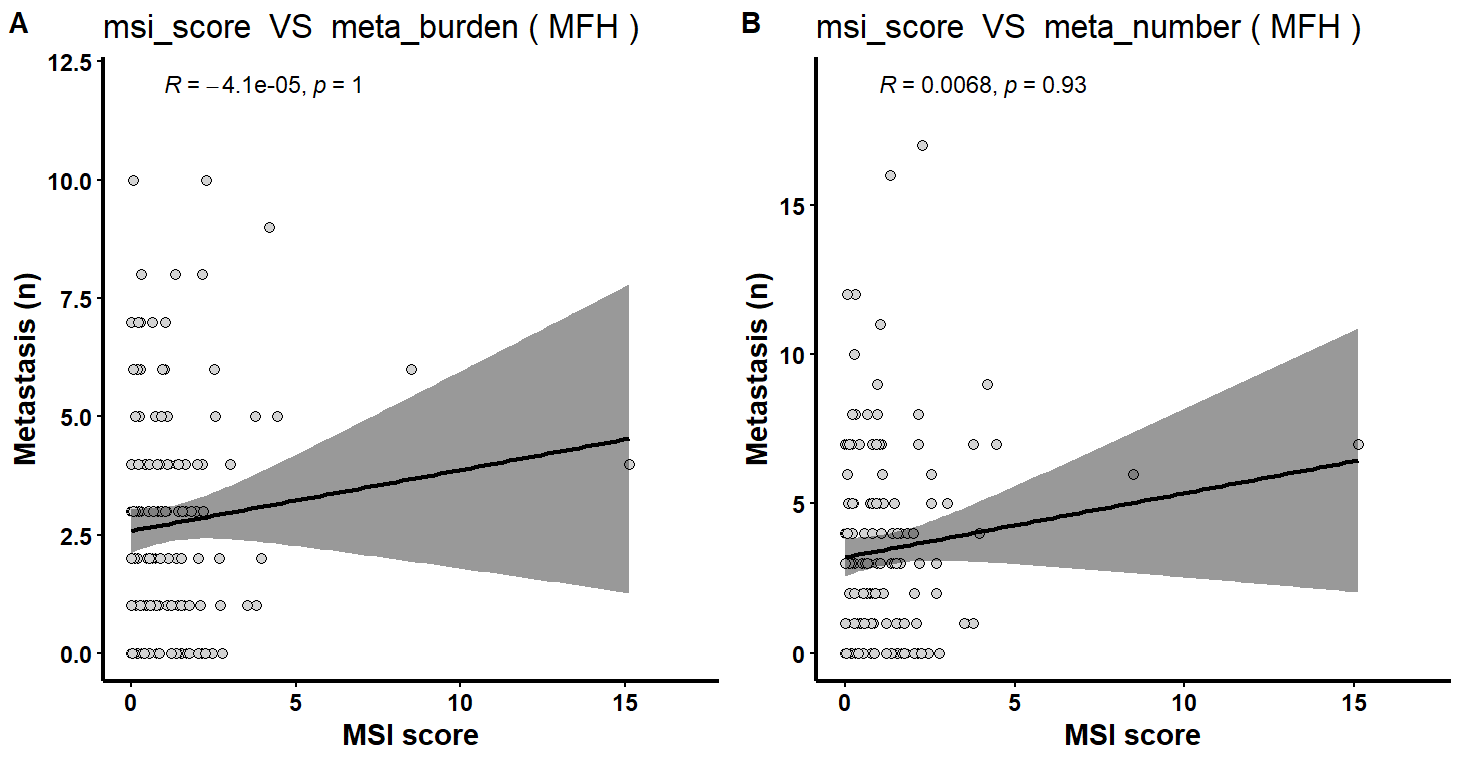 A
msi_score VS meta_burden ( MFH )
R = −4.1e-05, p = 1
12.5
10.0
7.5
5.0
2.5
0.0
Metastasis (n)
0 5 10 15
MSI score
B
msi_score VS meta_number ( MFH )
R = 0.0068, p = 0.93
15
10
5
0
Metastasis (n)
0 5 10 15
MSI score